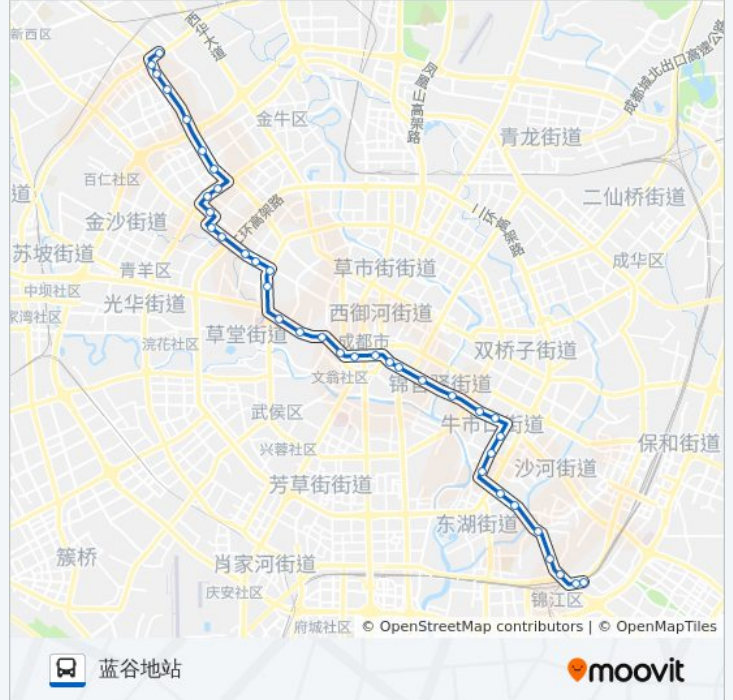 新西区
西华大道
凤凰山高架路
成都城北出口高速公路
金牛区
青龙街道
百仁社区
道
二仙桥街道
金沙街道
二环高架路
苏坡街道
青羊区
草市街街道
成华区
中坝社区
光华街道
西御河街道
家湾社区
草堂街道
成都市
浣花社区
双桥子街道
文翁社区
武侯区
牛市口街道
兴蓉社区
保和街道
沙河街道
芳草街街道
东湖街道
簇桥
肖家河街道
庆安社区
锦江区
府城社区
© OpenStreetMap contributors | © OpenMapTiles
蓝谷地站
moovit